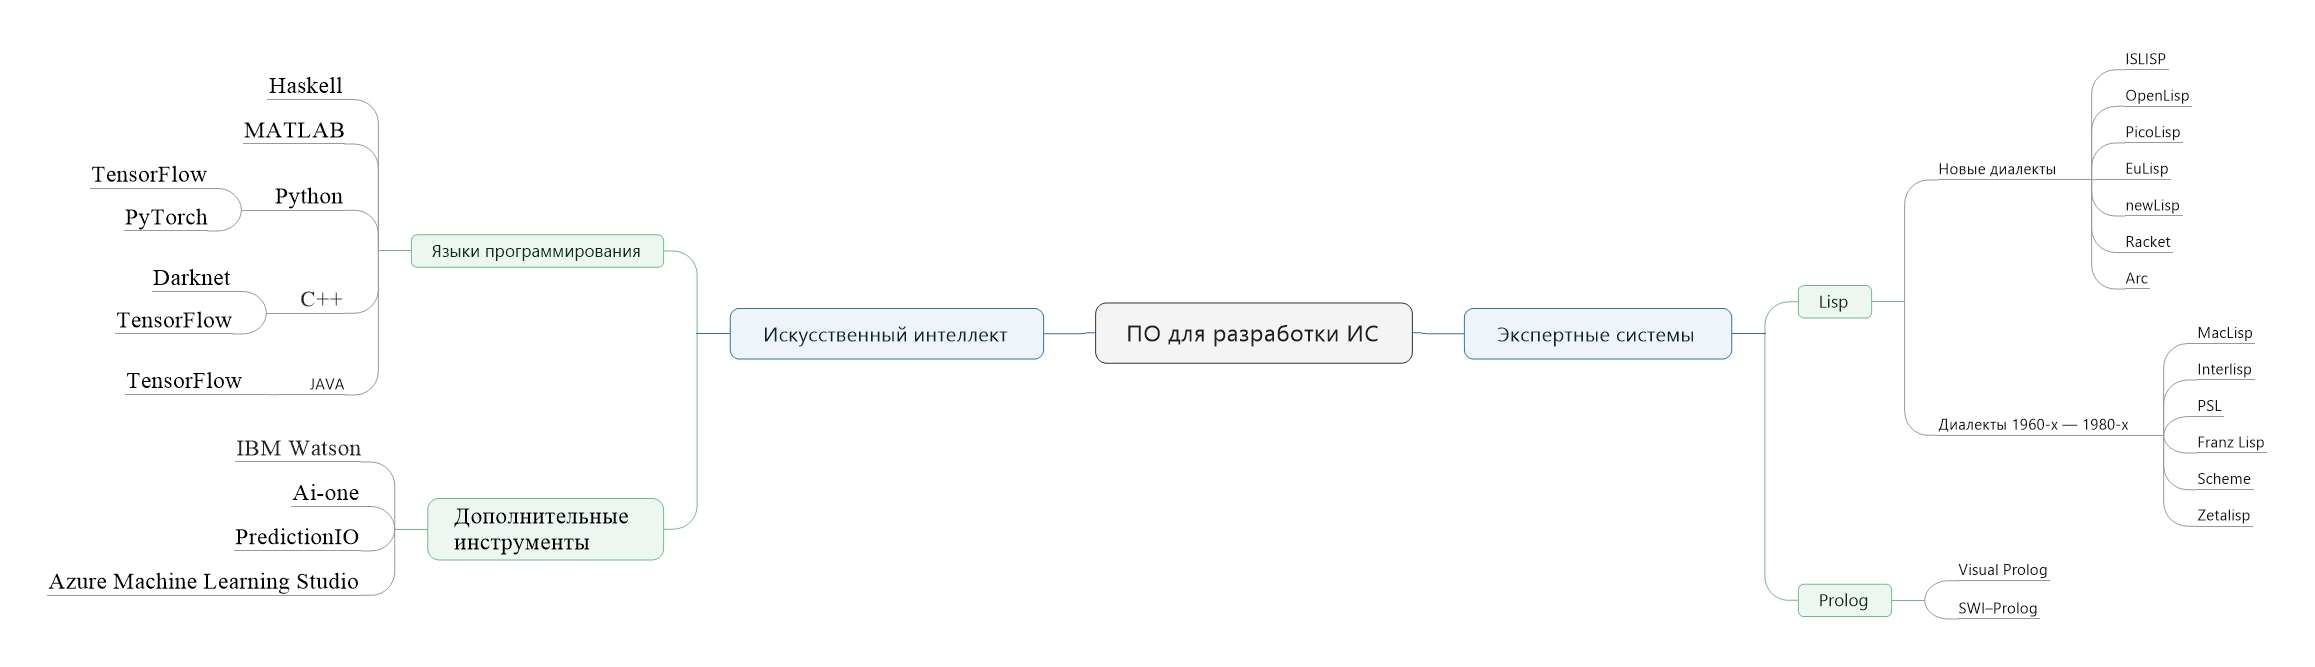 ПО для разработки ИС
Искусственный интеллект
Языки программирования
Haskell
MATLAB
Python
TensorFlow
PyTorch
C++
Darknet
TensorFlow
JAVA
TensorFlow
Дополнительные
инструменты
IBM Watson
Ai-one
PredictionIO
Azure Machine Learning Studio
Экспертные системы
Lisp
Новые диалекты
ISLISP
OpenLisp
PicoLisp
EuLisp
newLisp
Racket
Arc
Диалекты 1960-х — 1980-х
MacLisp
Interlisp
PSL
Franz Lisp
Scheme
Zetalisp
Prolog
Visual Prolog
SWI–Prolog